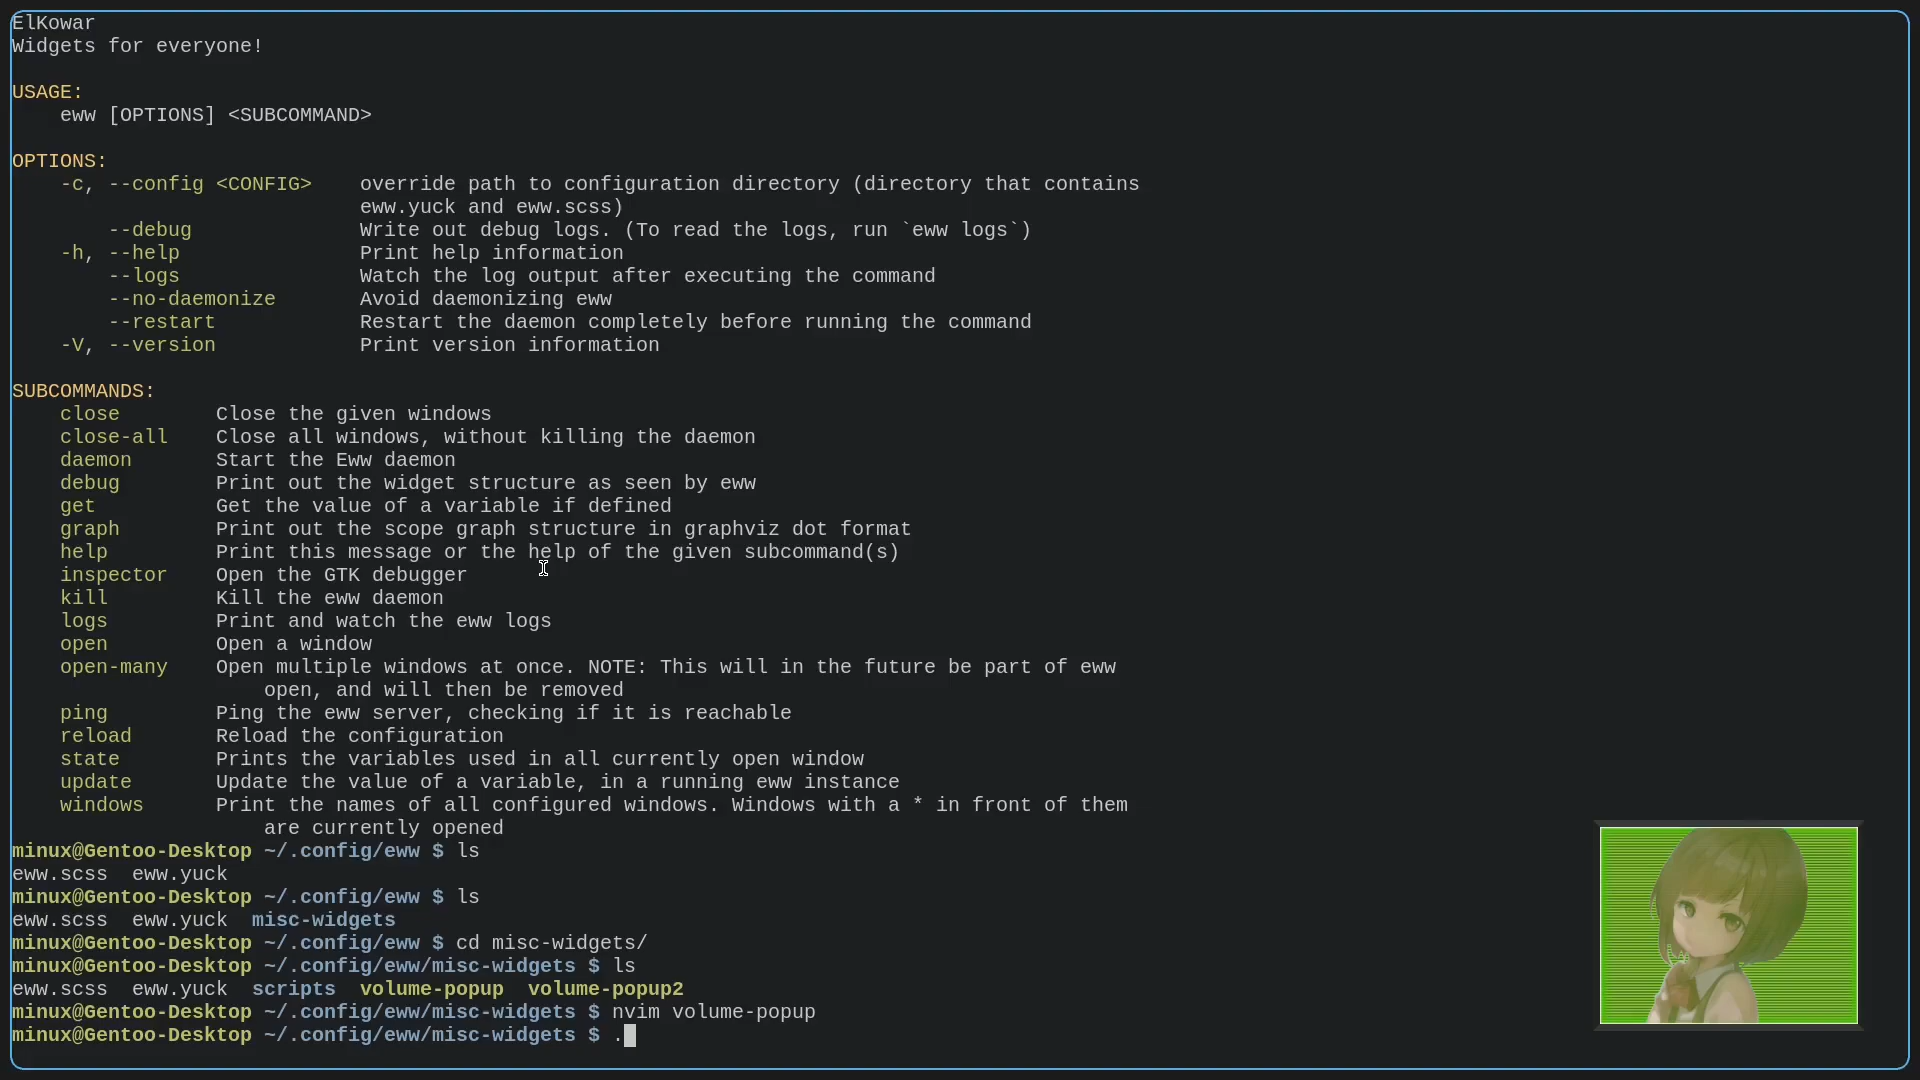 ElKowar
Widgets for everyone!
USAGE:
eww [OPTIONS] <SUBCOMMAND>
OPTIONS:
-c, --config <CONFIG>    override path to configuration directory (directory that contains
eww.yuck and eww.scss)
--debug              Write out debug logs. (To read the logs, run `eww logs`)
-h, --help               Print help information
--logs               Watch the log output after executing the command
--no-daemonize       Avoid daemonizing eww
--restart            Restart the daemon completely before running the command
-V, --version            Print version information
SUBCOMMANDS:
close        Close the given windows
close-all    Close all windows, without killing the daemon
daemon       Start the Eww daemon
debug        Print out the widget structure as seen by eww
get          Get the value of a variable if defined
graph        Print out the scope graph structure in graphviz dot format
help         Print this message or the help of the given subcommand(s)
inspector    Open the GTK debugger
kill         Kill the eww daemon
logs         Print and watch the eww logs
open         Open a window
open-many    Open multiple windows at once. NOTE: This will in the future be part of eww
open, and will then be removed
ping         Ping the eww server, checking if it is reachable
reload       Reload the configuration
state        Prints the variables used in all currently open window
update       Update the value of a variable, in a running eww instance
windows      Print the names of all configured windows. Windows with a * in front of them
are currently opened
minux@Gentoo-Desktop ~/.config/eww $ ls
eww.scss  eww.yuck
minux@Gentoo-Desktop ~/.config/eww $ ls
eww.scss  eww.yuck  misc-widgets
minux@Gentoo-Desktop ~/.config/eww $ cd misc-widgets/
minux@Gentoo-Desktop ~/.config/eww/misc-widgets $ ls
eww.scss  eww.yuck  scripts  volume-popup  volume-popup2
minux@Gentoo-Desktop ~/.config/eww/misc-widgets $ nvim volume-popup
minux@Gentoo-Desktop ~/.config/eww/misc-widgets $ .